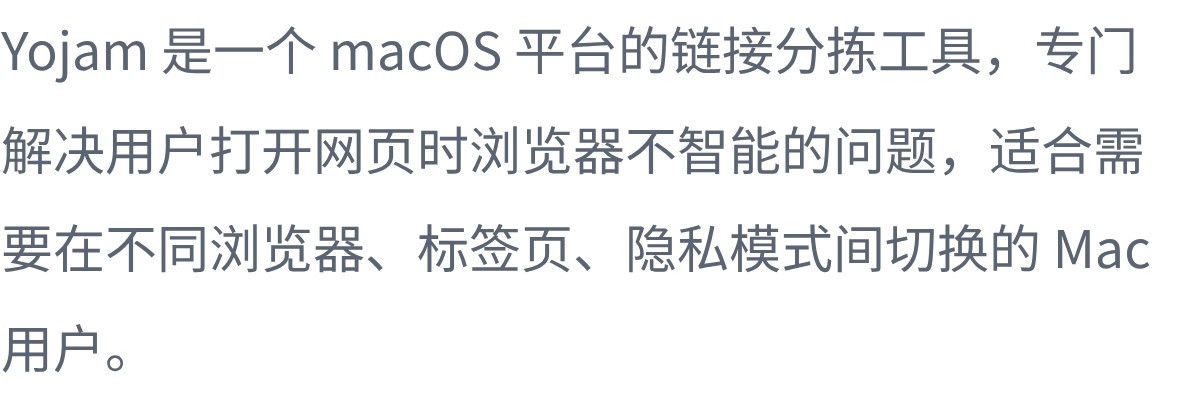 Yojam 是一个 macOS 平台的链接分拣工具，专门
解决用户打开网页时浏览器不智能的问题，适合需
要在不同浏览器、标签页、隐私模式间切换的 Mac
用户。